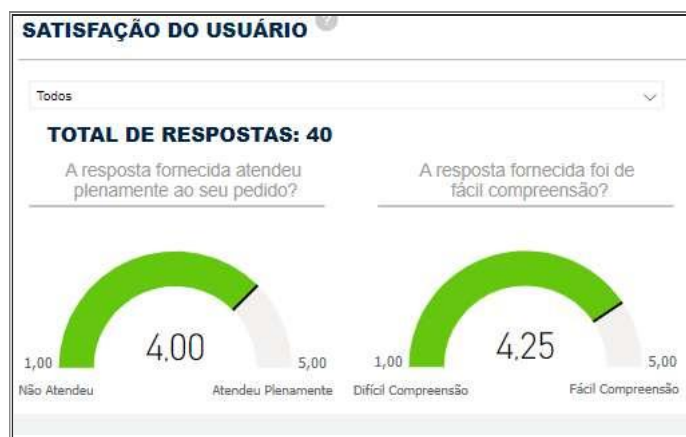 SATISFAÇÃO DO USUÁRIO ?
Todos
TOTAL DE RESPOSTAS: 40
A resposta fornecida atendeu
plenamente ao seu pedido?
4,00
1,00
5,00
Não Atendeu
Atendeu Plenamente
A resposta fornecida foi de
fácil compreensão?
4,25
1,00
5,00
Difícil Compreensão
Fácil Compreensão